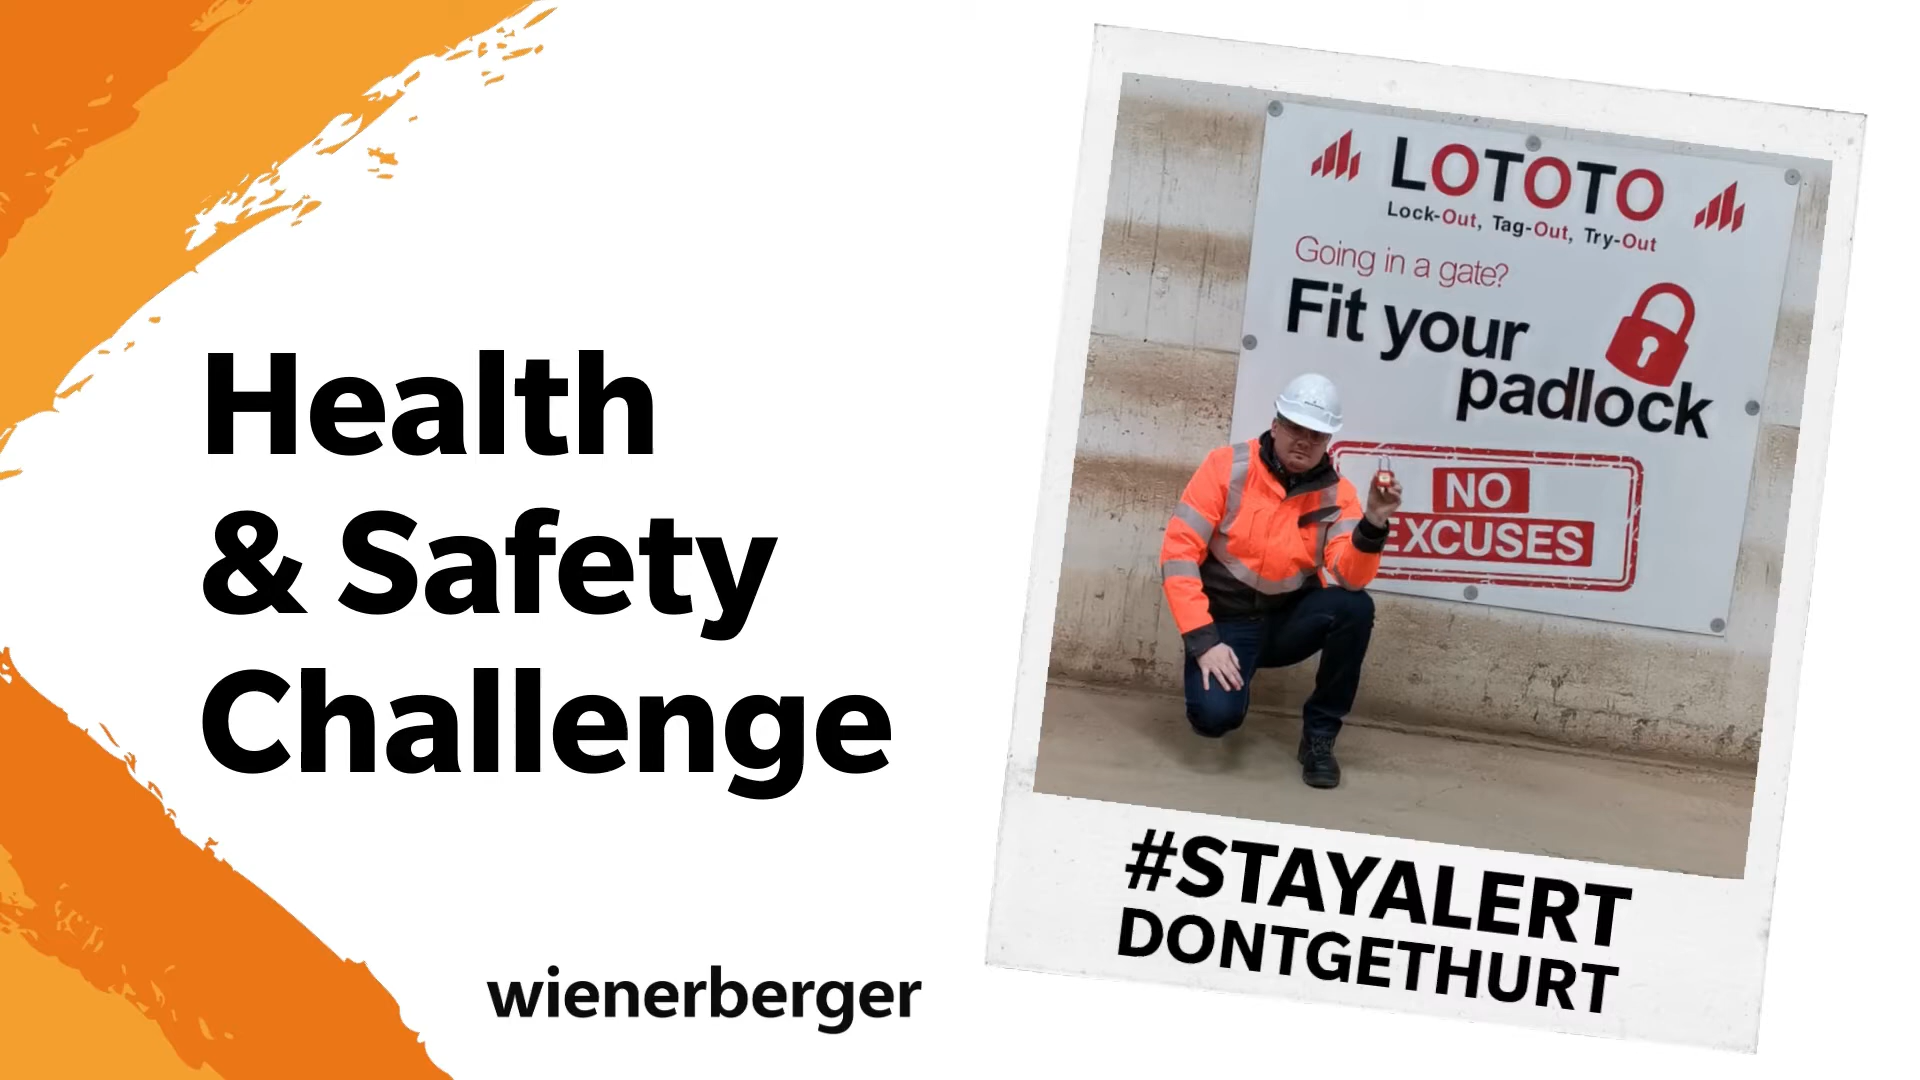 Health
& Safety
Challenge
wienerberger
LOTOTO
Lock-Out, Tag-Out, Try-Out
Going in a gate?
Fit your
padlock
NO
EXCUSES
#STAYALERT
DONTGETHURT